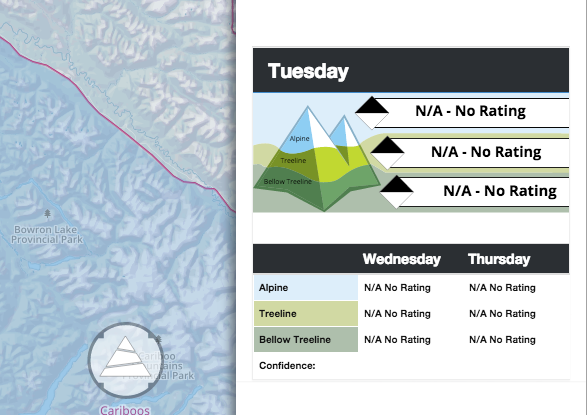 Bowron Lake
Provincial Park
Cariboo
Mountains
Provincial Park
Cariboos
Tuesday
Alpine
Treeline
Bellow Treeline
N/A - No Rating
N/A - No Rating
N/A - No Rating
Wednesday Thursday
Alpine N/A No Rating N/A No Rating
Treeline N/A No Rating N/A No Rating
Bellow Treeline N/A No Rating N/A No Rating
Confidence: